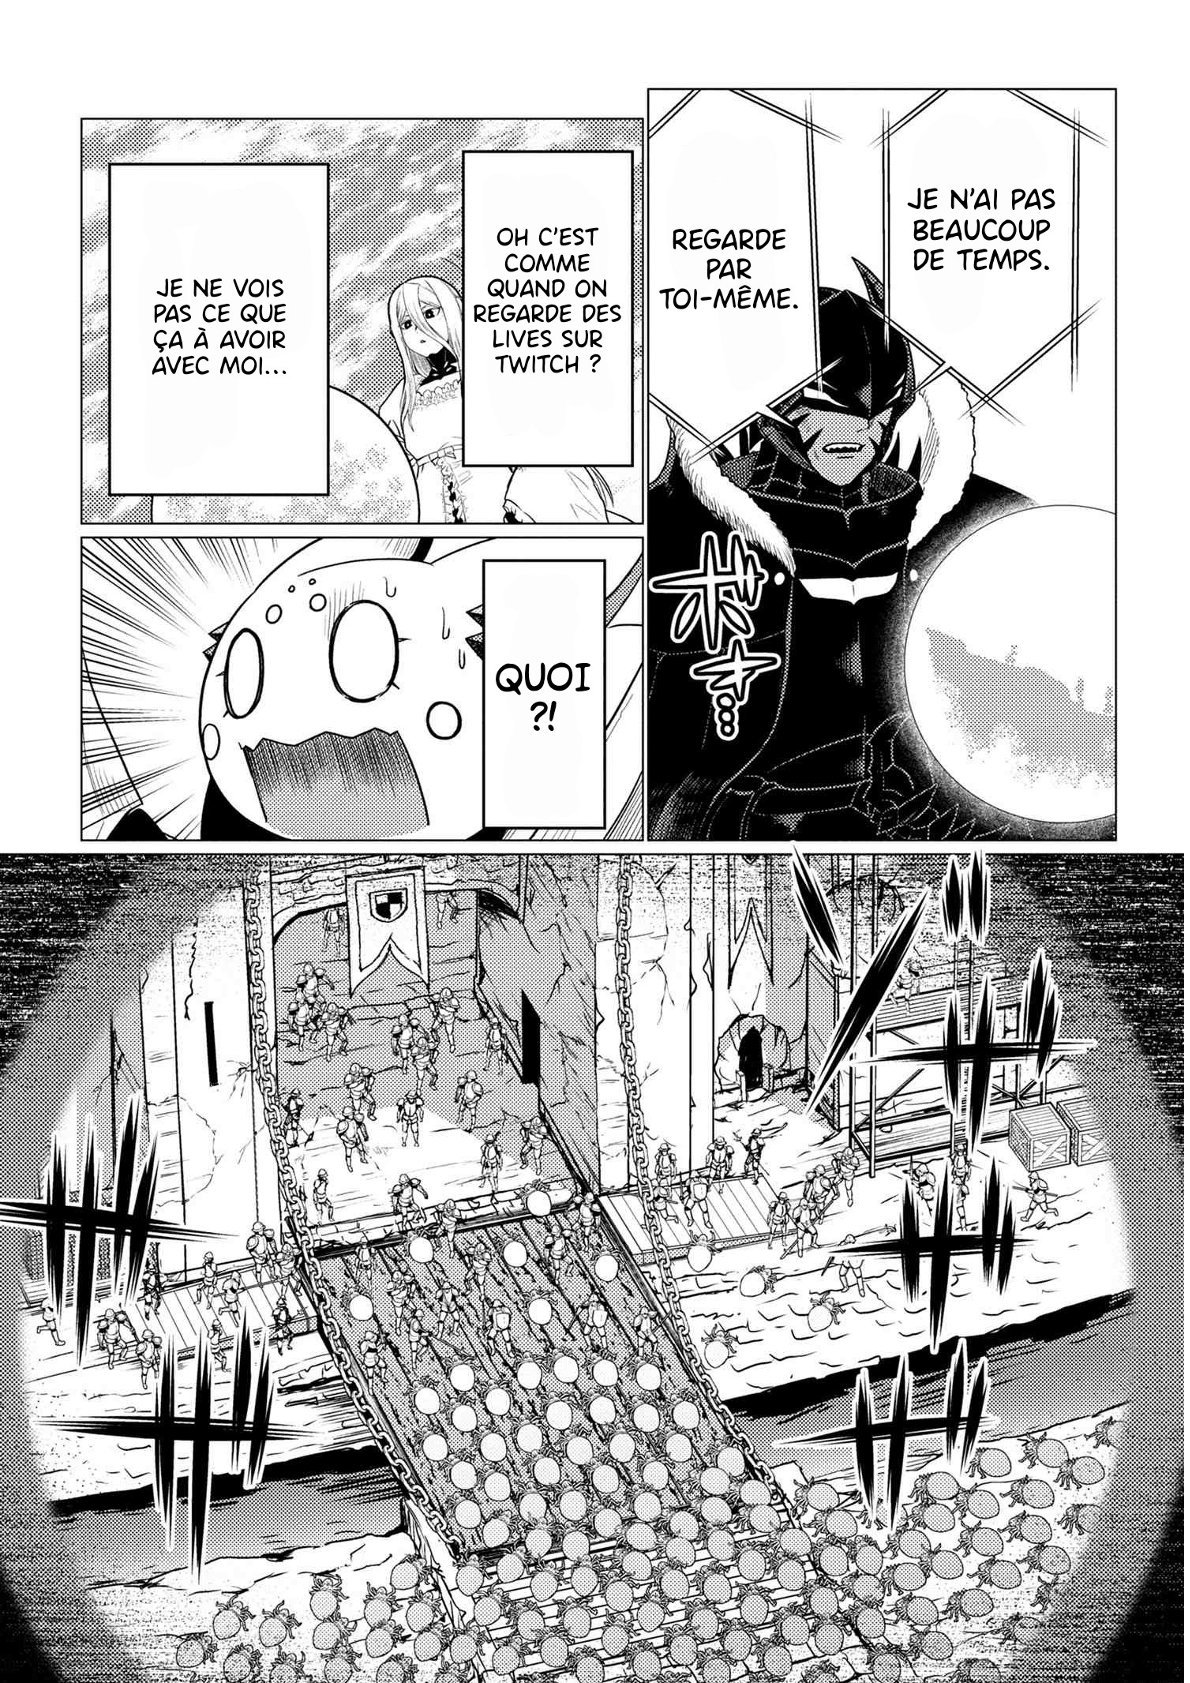 JE N'AI PAS
BEAUCOUP
DE TEMPS.
REGARDE
PAR
TOI-MÊME.
OH C'EST
COMME
QUAND ON
REGARDE DES
LIVES SUR
TWITCH ?
JE NE VOIS
PAS CE QUE
ÇA À AVOIR
AVEC MOI...
QUOI
?!